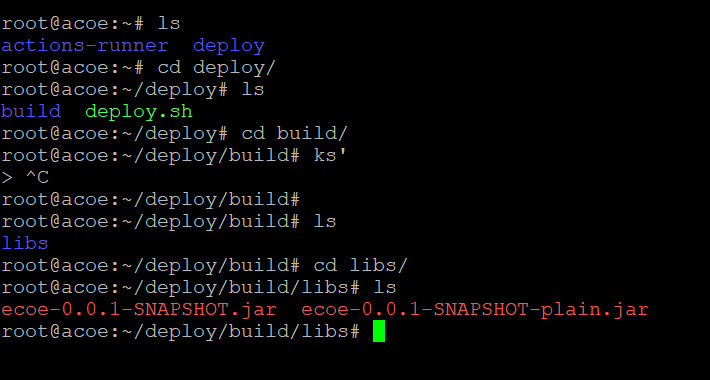 root@acoe:~# ls
actions-runner  deploy
root@acoe:~# cd deploy/
root@acoe:~/deploy# ls
build  deploy.sh
root@acoe:~/deploy# cd build/
root@acoe:~/deploy/build# ks'
> ^C
root@acoe:~/deploy/build#
root@acoe:~/deploy/build# ls
libs
root@acoe:~/deploy/build# cd libs/
root@acoe:~/deploy/build/libs# ls
ecoe-0.0.1-SNAPSHOT.jar  ecoe-0.0.1-SNAPSHOT-plain.jar
root@acoe:~/deploy/build/libs#